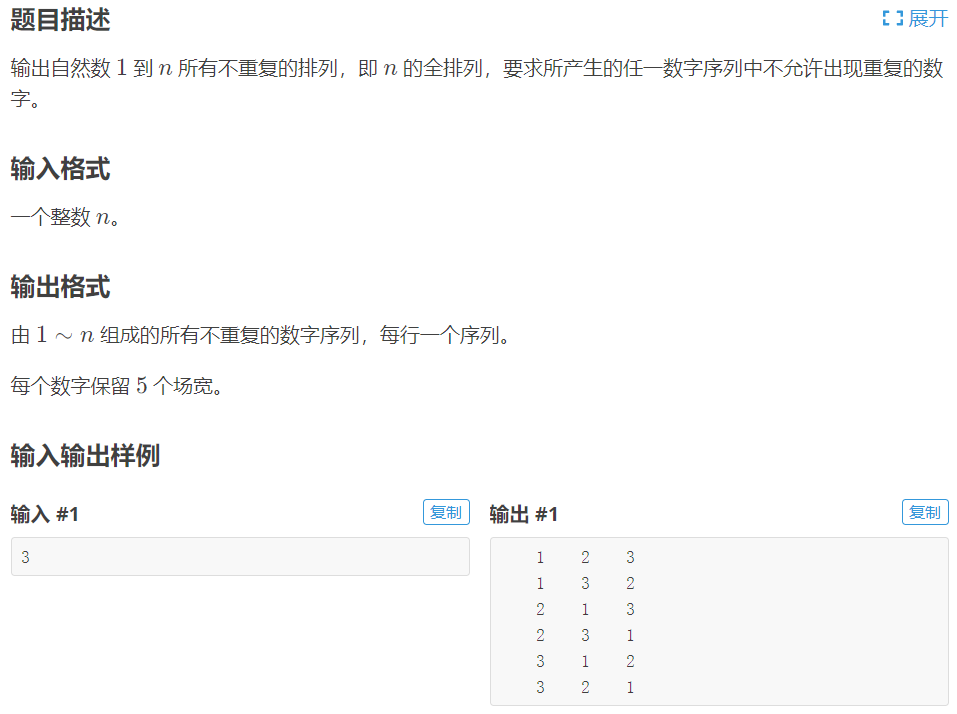 题目描述
展开
输出自然数 1 到 n 所有不重复的排列，即 n 的全排列，要求所产生的任一数字序列中不允许出现重复的数
字。
输入格式
一个整数 n。
输出格式
由 1 ∼ n 组成的所有不重复的数字序列，每行一个序列。
每个数字保留 5 个场宽。
输入输出样例
输入 #1
复制
3
输出 #1
复制
1 2 3
1 3 2
2 1 3
2 3 1
3 1 2
3 2 1